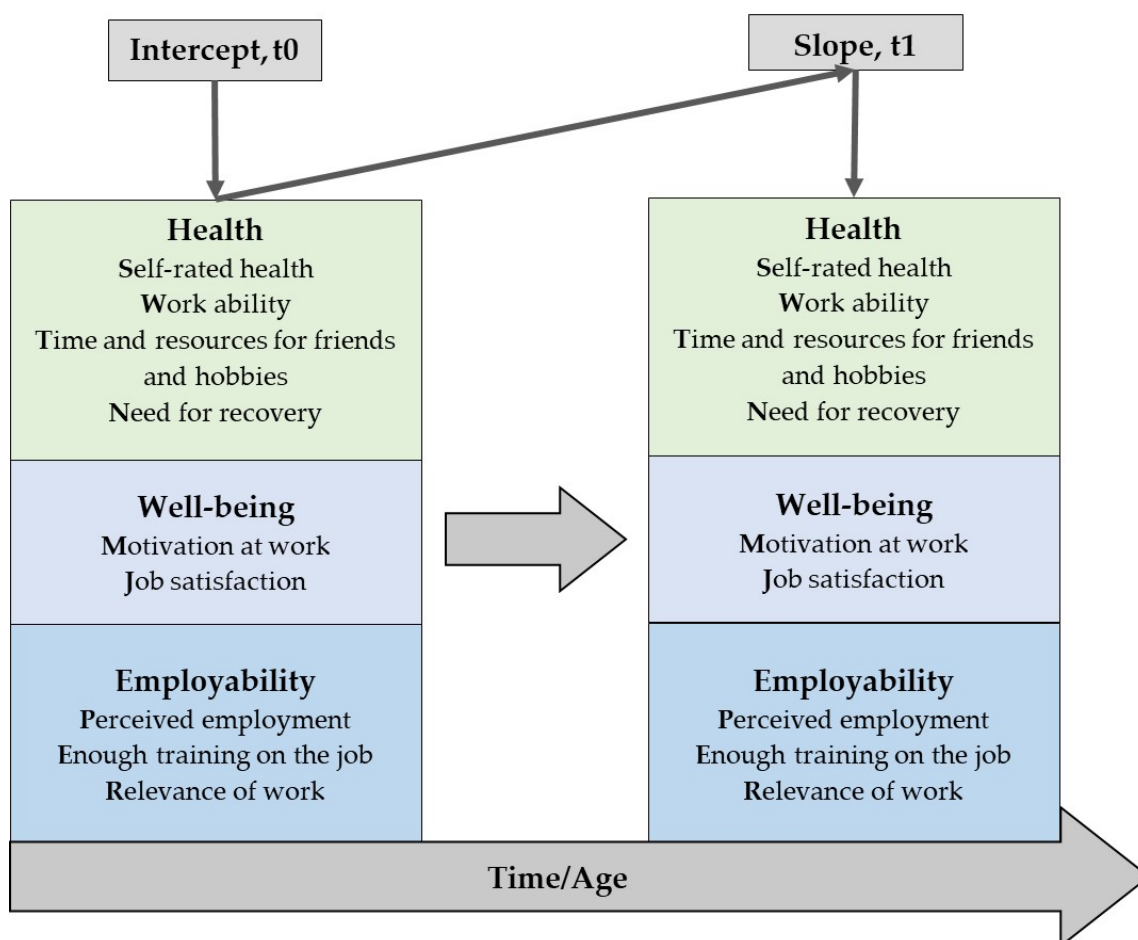 Intercept, t0
Slope, t1
Health
Self-rated health
Work ability
Time and resources for friends
and hobbies
Need for recovery
Well-being
Motivation at work
Job satisfaction
Employability
Perceived employment
Enough training on the job
Relevance of work
Health
Self-rated health
Work ability
Time and resources for friends
and hobbies
Need for recovery
Well-being
Motivation at work
Job satisfaction
Employability
Perceived employment
Enough training on the job
Relevance of work
Time/Age